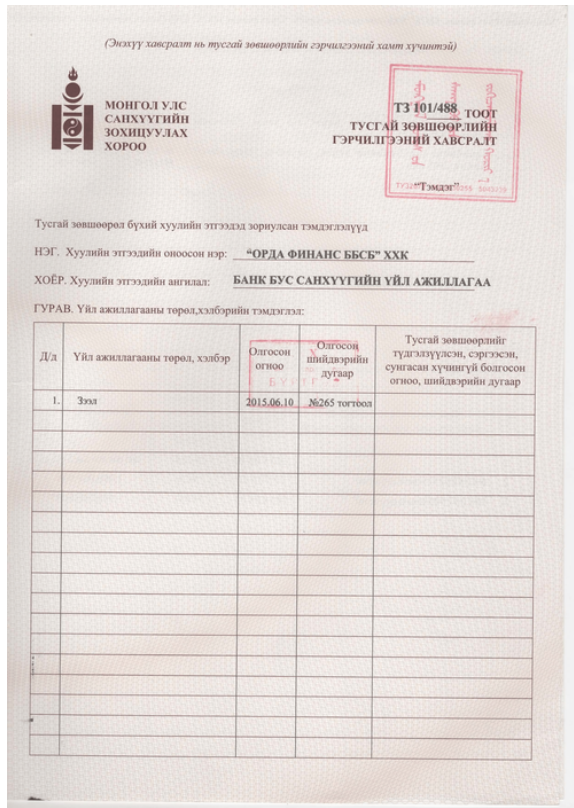 (Энэхүү хавсралт нь тусгай зөвшөөрлийн гэрчилгээний хамт хүчинтэй)
МОНГОЛ УЛС
САНХҮҮГИЙН
ЗОХИЦУУЛАХ
ХОРОО
ТЗ 101/488 ТООТ
ТУСГАЙ ЗӨВШӨӨРЛИЙН
ГЭРЧИЛГЭЭНИЙ ХАВСРАЛТ
"Тэмдэг"
Тусгай зөвшөөрөл бүхий хуулийн этгээдэд зориулсан тэмдэглэлүүд
НЭГ. Хуулийн этгээдийн оноосон нэр: "ОРДА ФИНАНС ББСБ" ХХК
ХОЁР. Хуулийн этгээдийн ангилал: БАНК БУС САНХҮҮГИЙН ҮЙЛ АЖИЛЛАГАА
ГУРАВ. Үйл ажиллагааны төрөл,хэлбэрийн тэмдэглэл:
Д/д
Үйл ажиллагааны төрөл, хэлбэр
Олгосон
огноо
Олгосон
шийдвэрийн
дугаар
Тусгай зөвшөөрлийг
түдгэлзүүлсэн, сэргээсэн,
сунгасан хүчингүй болгосон
огноо, шийдвэрийн дугаар
1. Зээл 2015.06.10 №265 тогтоол